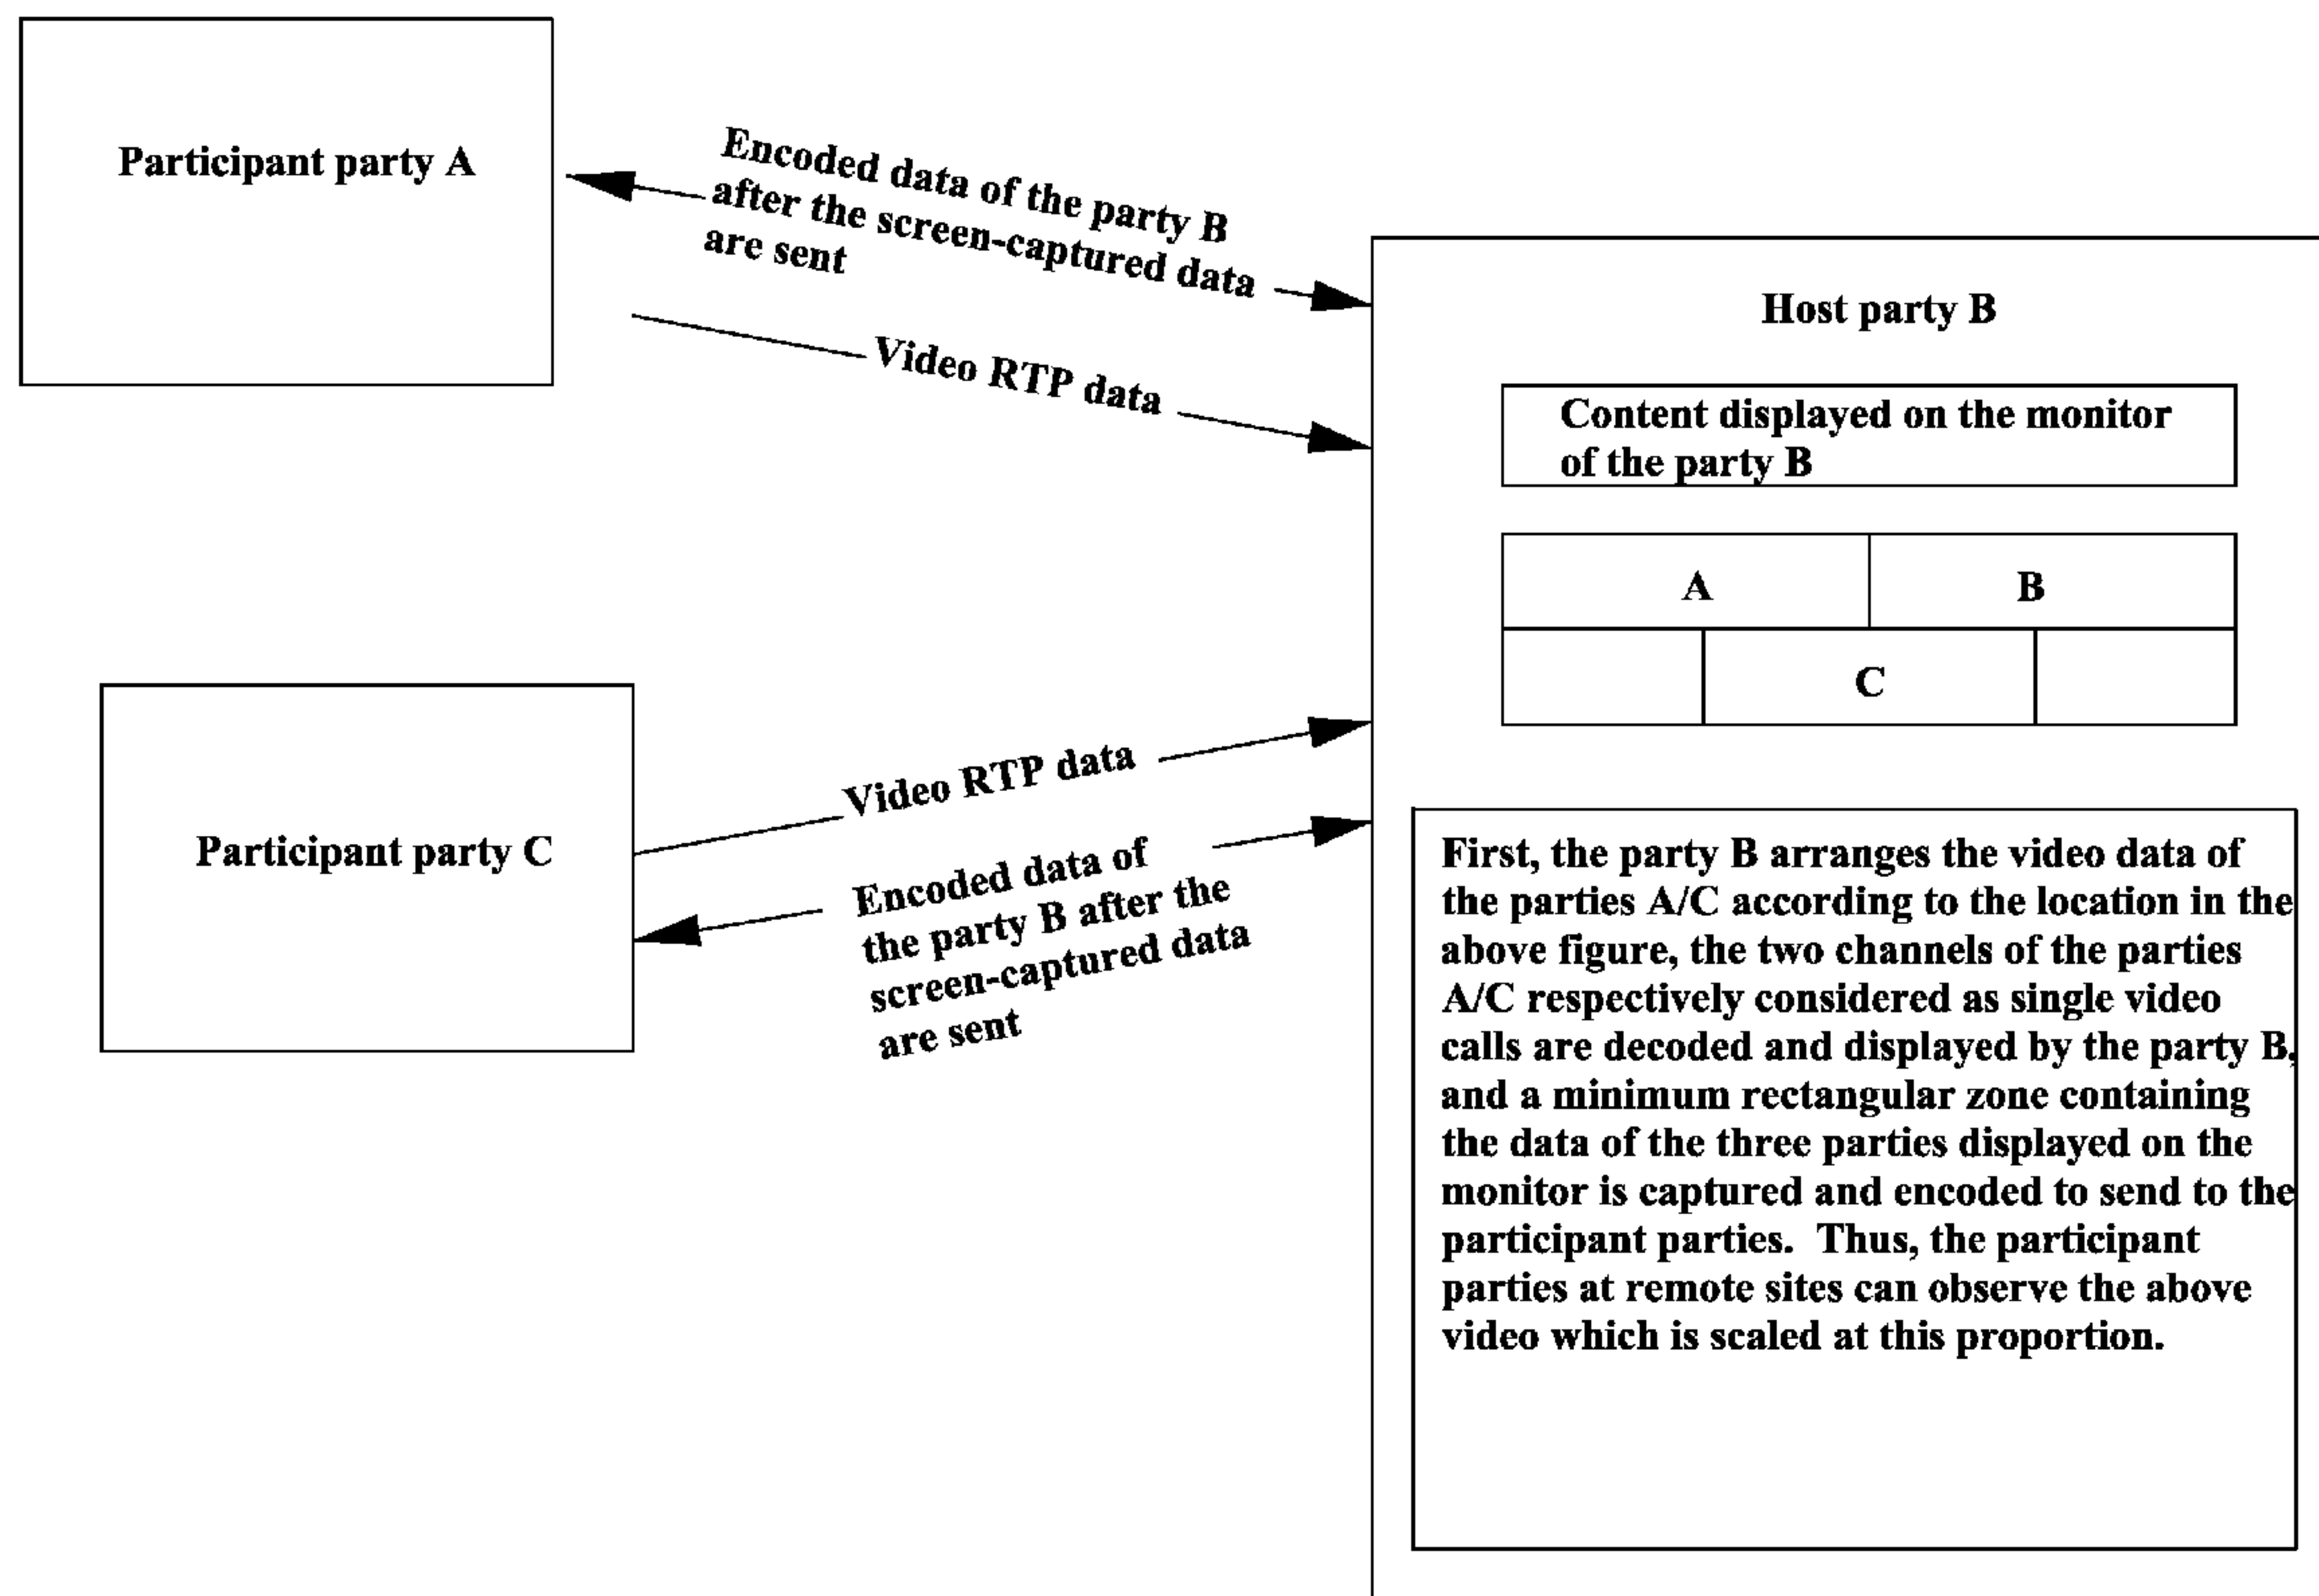 Participant party A
Encoded data of the party B
after the screen-captured data
are sent
Video RTP data
Host party B
Content displayed on the monitor
of the party B
A
B
C
Participant party C
Video RTP data
Encoded data of
the party B after the
screen-captured data
are sent
First, the party B arranges the video data of
the parties A/C according to the location in the
above figure, the two channels of the parties
A/C respectively considered as single video
calls are decoded and displayed by the party B,
and a minimum rectangular zone containing
the data of the three parties displayed on the
monitor is captured and encoded to send to the
participant parties.  Thus, the participant
parties at remote sites can observe the above
video which is scaled at this proportion.